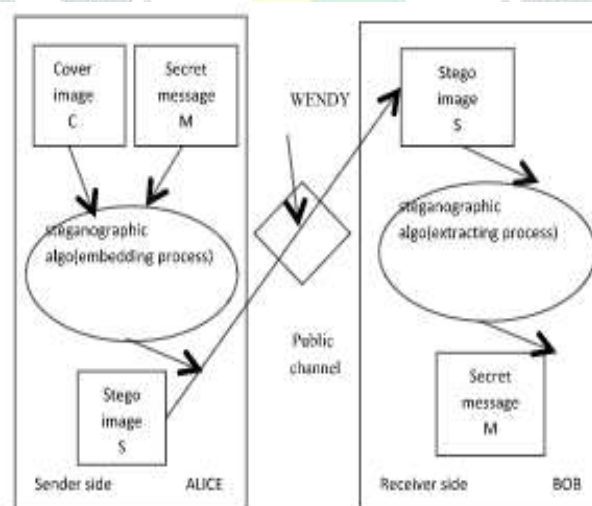 Cover
image
C
Secret
message
M
steganographic
algo(embedding process)
Stego
image
S
Sender side ALICE
WENDY
Public
channel
Stego
image
S
steganographic
algo(extracting process)
Secret
message
M
Receiver side BOB